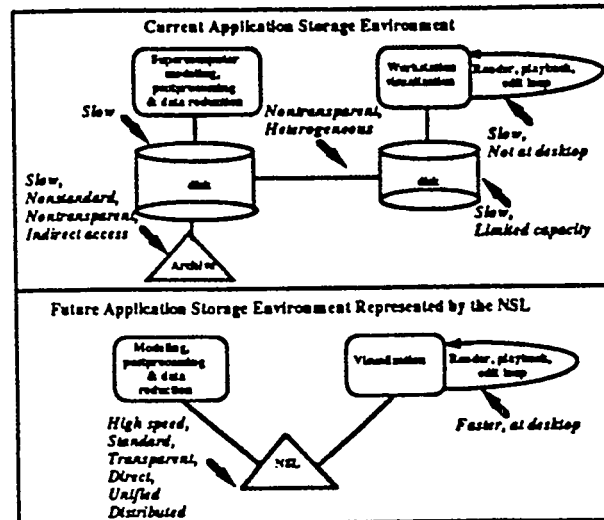 Current Application Storage Environment
Supercomputer
modeling,
postprocessing
& data reduction
Workstation
visualization
Render, playback,
edit loop
Slow
Nontransparent,
Heterogeneous
Slow,
Not at desktop
disk
disk
Slow,
Nonstandard,
Nontransparent,
Indirect access
Slow,
Limited capacity
Archive
Future Application Storage Environment Represented by the NSL
Modeling,
postprocessing
& data
reduction
Visualization
Render, playback,
edit loop
Faster, at desktop
High speed,
Standard,
Transparent,
Direct,
Unified
Distributed
NSL